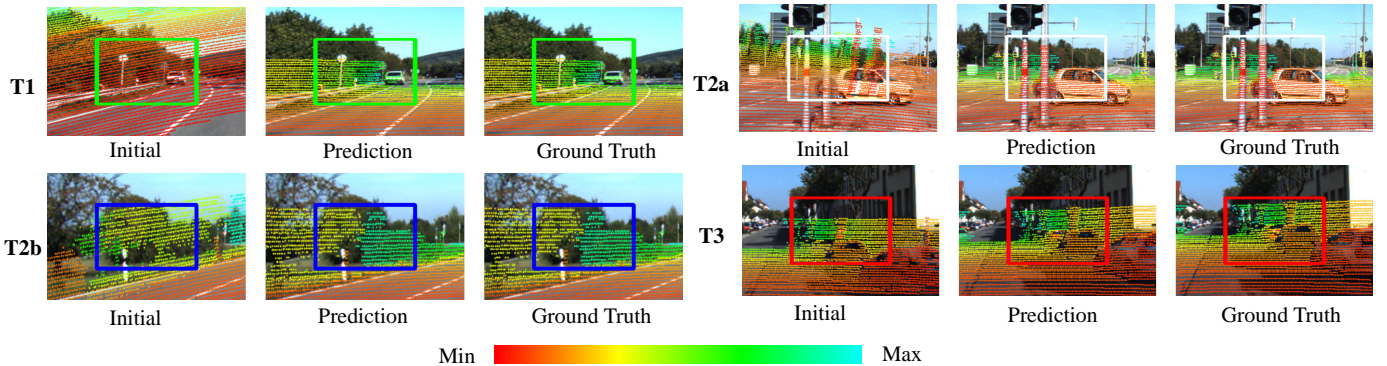 T1
Initial
Prediction
Ground Truth
T2a
Initial
Prediction
Ground Truth
T2b
Initial
Prediction
Ground Truth
T3
Initial
Prediction
Ground Truth
Min
Max